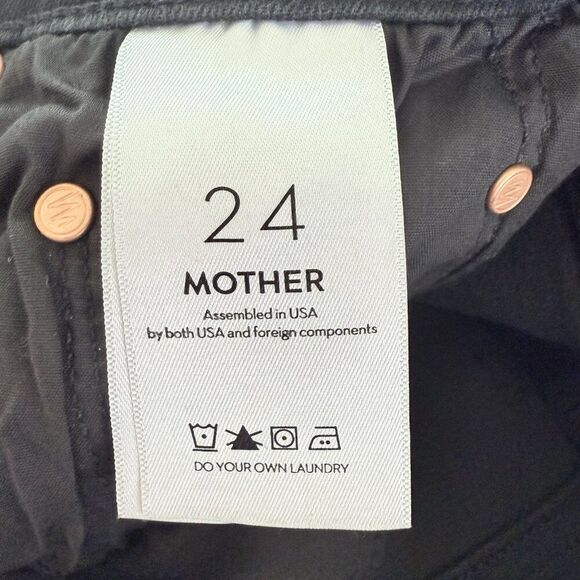 24
MOTHER
Assembled in USA
by both USA and foreign components
DO YOUR OWN LAUNDRY